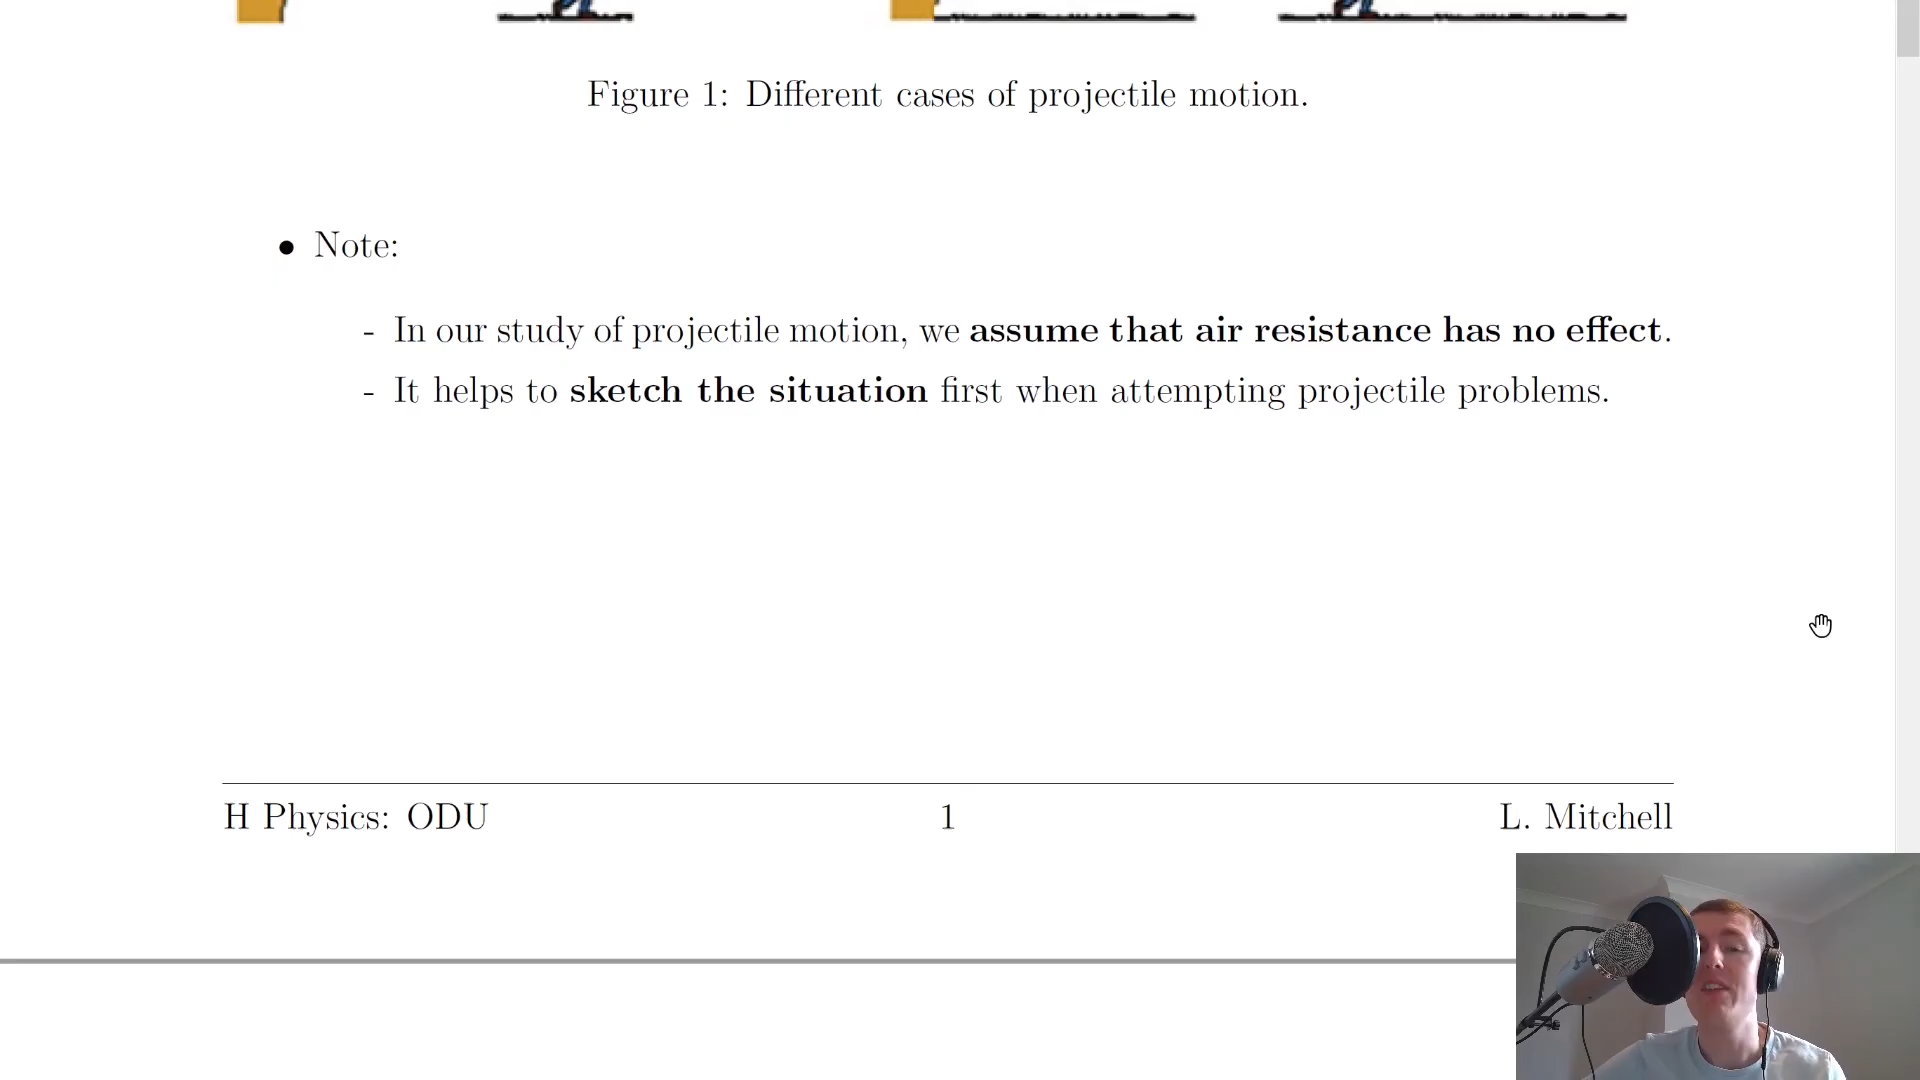 Figure 1: Different cases of projectile motion.
• Note:
- In our study of projectile motion, we assume that air resistance has no effect.
- It helps to sketch the situation first when attempting projectile problems.
H Physics: ODU 1 L. Mitchell